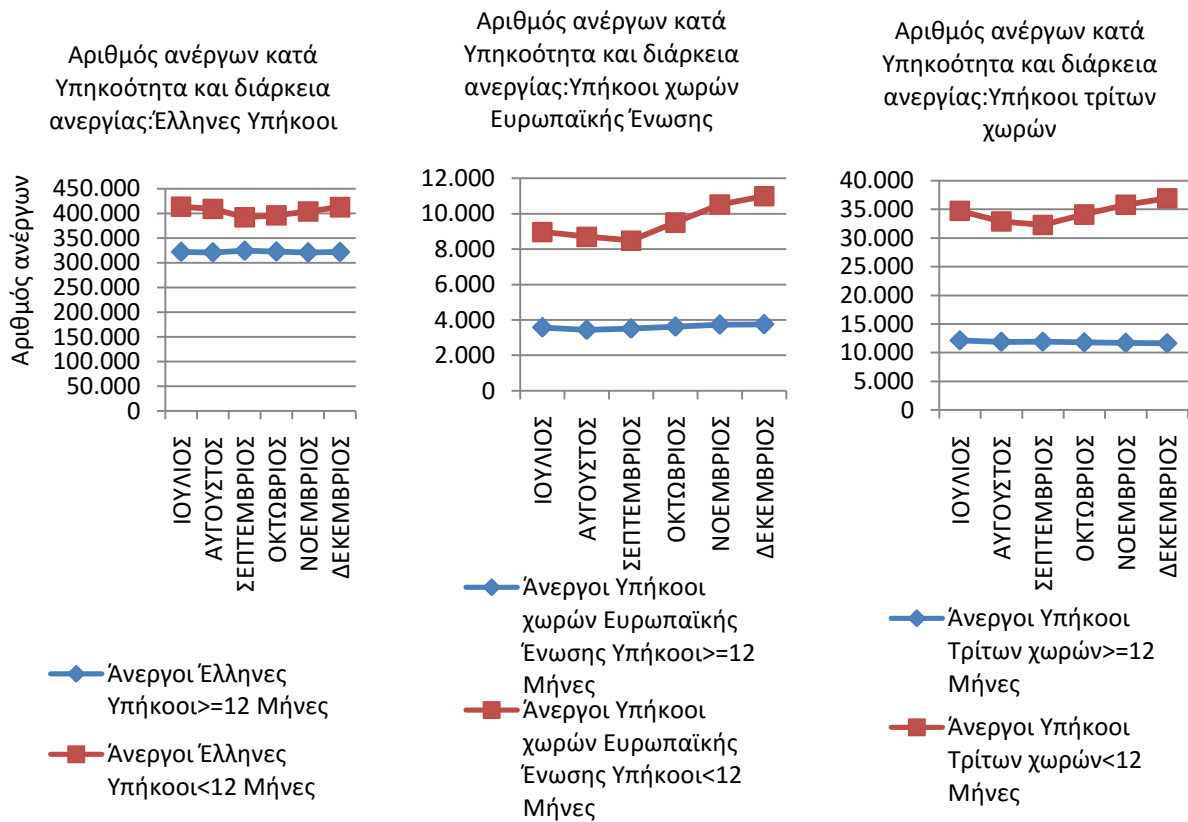 Αριθμός ανέργων κατά
Υπηκοότητα και διάρκεια
ανεργίας:Έλληνες Υπήκοοι
Αριθμός ανέργων
450.000
400.000
350.000
300.000
250.000
200.000
150.000
100.000
50.000
0
ΙΟΥΛΙΟΣ
ΑΥΓΟΥΣΤΟΣ
ΣΕΠΤΕΜΒΡΙΟΣ
ΟΚΤΩΒΡΙΟΣ
ΝΟΕΜΒΡΙΟΣ
ΔΕΚΕΜΒΡΙΟΣ
Άνεργοι Έλληνες
Υπήκοοι>=12 Μήνες
Άνεργοι Έλληνες
Υπήκοοι<12 Μήνες
Αριθμός ανέργων κατά
Υπηκοότητα και διάρκεια
ανεργίας:Υπήκοοι χωρών
Ευρωπαϊκής Ένωσης
12.000
10.000
8.000
6.000
4.000
2.000
0
ΙΟΥΛΙΟΣ
ΑΥΓΟΥΣΤΟΣ
ΣΕΠΤΕΜΒΡΙΟΣ
ΟΚΤΩΒΡΙΟΣ
ΝΟΕΜΒΡΙΟΣ
ΔΕΚΕΜΒΡΙΟΣ
Άνεργοι Υπήκοοι
χωρών Ευρωπαϊκής
Ένωσης Υπήκοοι>=12
Μήνες
Άνεργοι Υπήκοοι
χωρών Ευρωπαϊκής
Ένωσης Υπήκοοι<12
Μήνες
Αριθμός ανέργων κατά
Υπηκοότητα και διάρκεια
ανεργίας:Υπήκοοι τρίτων
χωρών
40.000
35.000
30.000
25.000
20.000
15.000
10.000
5.000
0
ΙΟΥΛΙΟΣ
ΑΥΓΟΥΣΤΟΣ
ΣΕΠΤΕΜΒΡΙΟΣ
ΟΚΤΩΒΡΙΟΣ
ΝΟΕΜΒΡΙΟΣ
ΔΕΚΕΜΒΡΙΟΣ
Άνεργοι Υπήκοοι
Τρίτων χωρών>=12
Μήνες
Άνεργοι Υπήκοοι
Τρίτων χωρών<12
Μήνες